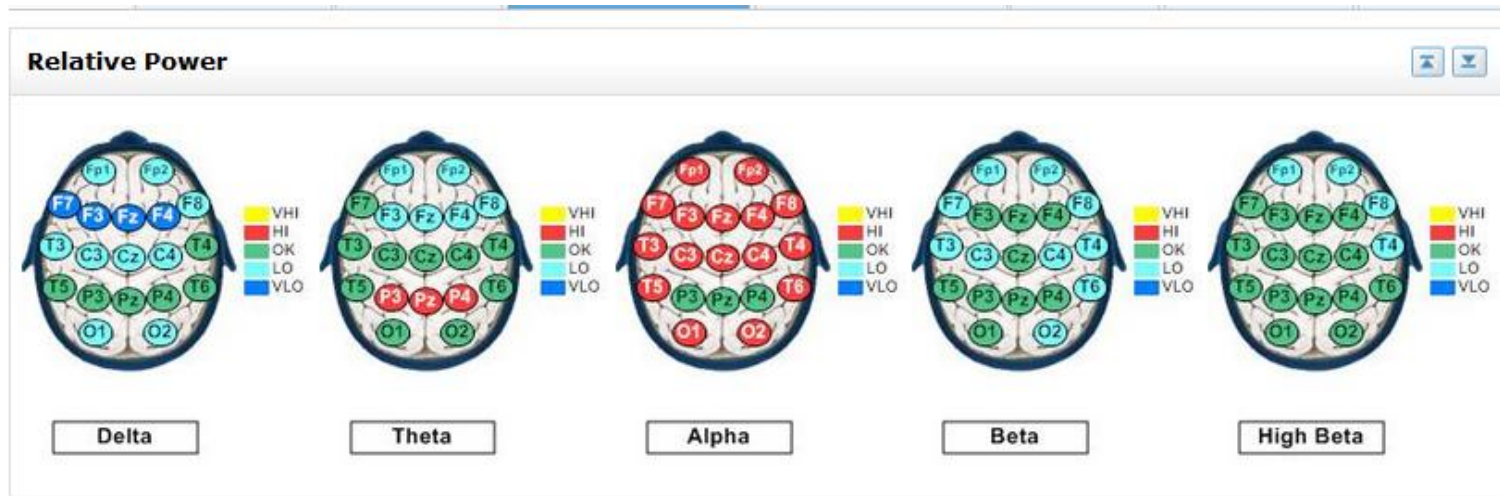 Relative Power
Fp1 Fp2
F7 F3 Fz F4 F8
T3 C3 Cz C4 T4
T5 P3 Pz P4 T6
O1 O2
VHI
HI
OK
LO
VLO
Delta
Fp1 Fp2
F7 F3 Fz F4 F8
T3 C3 Cz C4 T4
T5 P3 Pz P4 T6
O1 O2
VHI
HI
OK
LO
VLO
Theta
Fp1 Fp2
F7 F3 Fz F4 F8
T3 C3 Cz C4 T4
T5 P3 Pz P4 T6
O1 O2
VHI
HI
OK
LO
VLO
Alpha
Fp1 Fp2
F7 F3 Fz F4 F8
T3 C3 Cz C4 T4
T5 P3 Pz P4 T6
O1 O2
VHI
HI
OK
LO
VLO
Beta
Fp1 Fp2
F7 F3 Fz F4 F8
T3 C3 Cz C4 T4
T5 P3 Pz P4 T6
O1 O2
VHI
HI
OK
LO
VLO
High Beta